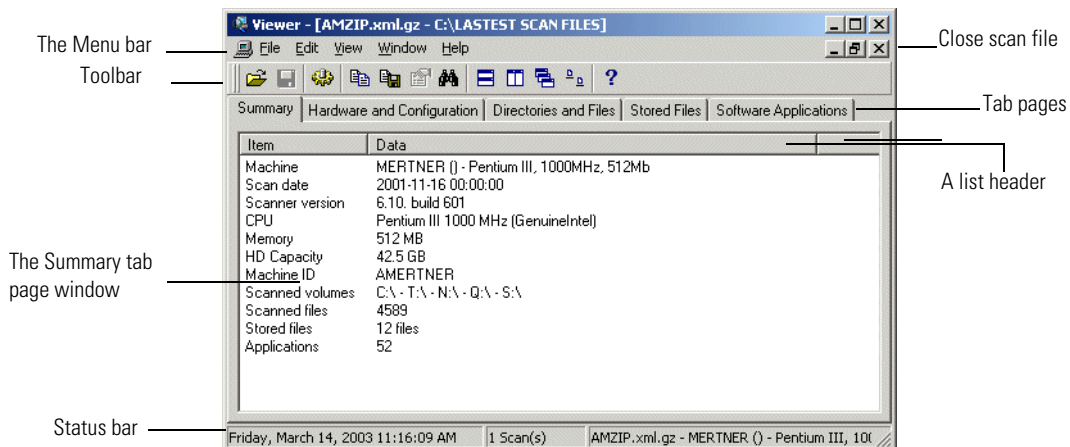 Viewer - [AMZIP.xml.gz - C:\LASTEST SCAN FILES]
The Menu bar
File Edit View Window Help
Close scan file
Toolbar
?
Summary Hardware and Configuration Directories and Files Stored Files Software Applications
Tab pages
Item Data
A list header
Machine MERTNER () - Pentium III, 1000MHz, 512Mb
Scan date 2001-11-16 00:00:00
Scanner version 6.10. build 601
CPU Pentium III 1000 MHz (GenuineIntel)
Memory 512 MB
HD Capacity 42.5 GB
Machine ID AMERTNER
Scanned volumes C:\ - T:\ - N:\ - Q:\ - S:\
Scanned files 4589
Stored files 12 files
Applications 52
The Summary tab
page window
Status bar
Friday, March 14, 2003 11:16:09 AM 1 Scan(s) AMZIP.xml.gz - MERTNER () - Pentium III, 10(